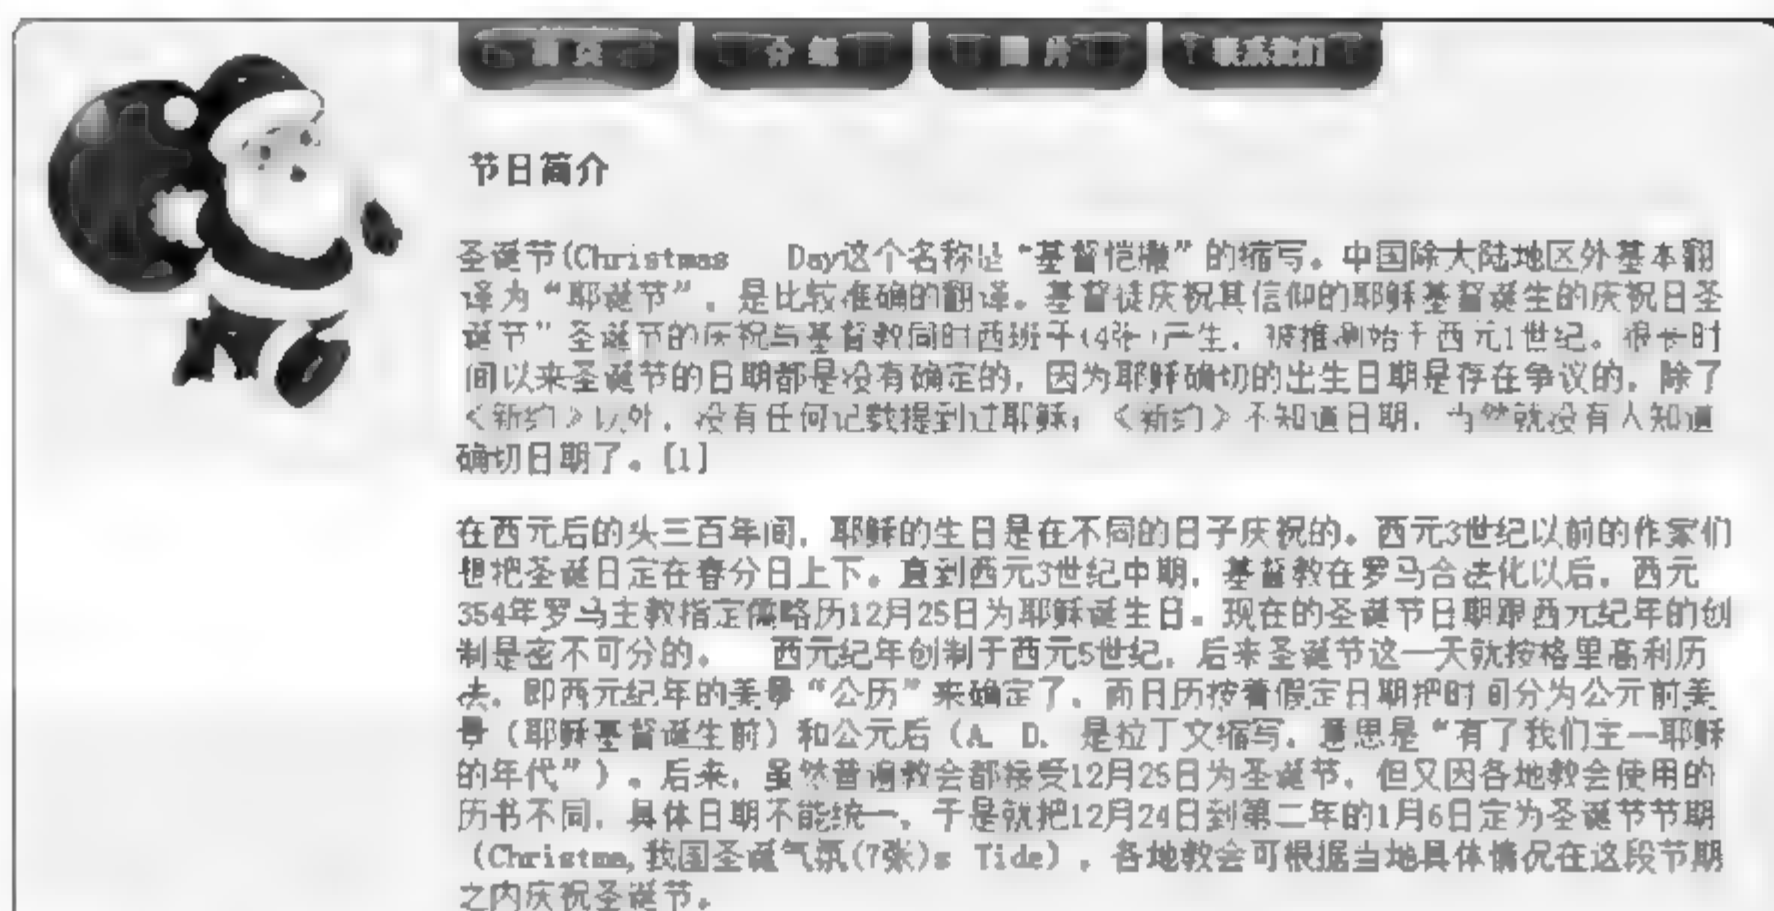 首页 介绍 图片 联系我们
节日简介
圣诞节(Christmas Day这个名称是“基督恺撒”的缩写。中国除大陆地区外基本翻
译为“耶诞节”，是比较准确的翻译。基督徒庆祝其信仰的耶稣基督诞生的庆祝日圣
诞节”圣诞节的庆祝与基督教同时西班牙(4张)产生，被推测始于西元1世纪。很长时
间以来圣诞节的日期都是没有确定的，因为耶稣确切的出生日期是存在争议的，除了
《新约》以外，没有任何记载提到过耶稣；《新约》不知道日期，当然就没有人知道
确切日期了。[1]
在西元后的头三百年间，耶稣的生日是在不同的日子庆祝的。西元3世纪以前的作家们
想把圣诞日定在春分日上下。直到西元3世纪中期，基督教在罗马合法化以后，西元
354年罗马主教指定儒略历12月25日为耶稣诞生日。现在的圣诞节日期跟西元纪年的创
制是密不可分的。 西元纪年创制于西元5世纪，后来圣诞节这一天就按格里高利历
法，即西元纪年的美号“公历”来确定了，而日历按着假定日期把时间分为公元前美
号（耶稣基督诞生前）和公元后（A. D. 是拉丁文缩写，意思是“有了我们主一耶稣
的年代”）。后来，虽然普遍教会都接受12月25日为圣诞节，但又因各地教会使用的
历书不同，具体日期不能统一，于是就把12月24日到第二年的1月6日定为圣诞节节期
（Christma,我国圣诞气氛(7张)s Tide），各地教会可根据当地具体情况在这段节期
之内庆祝圣诞节。